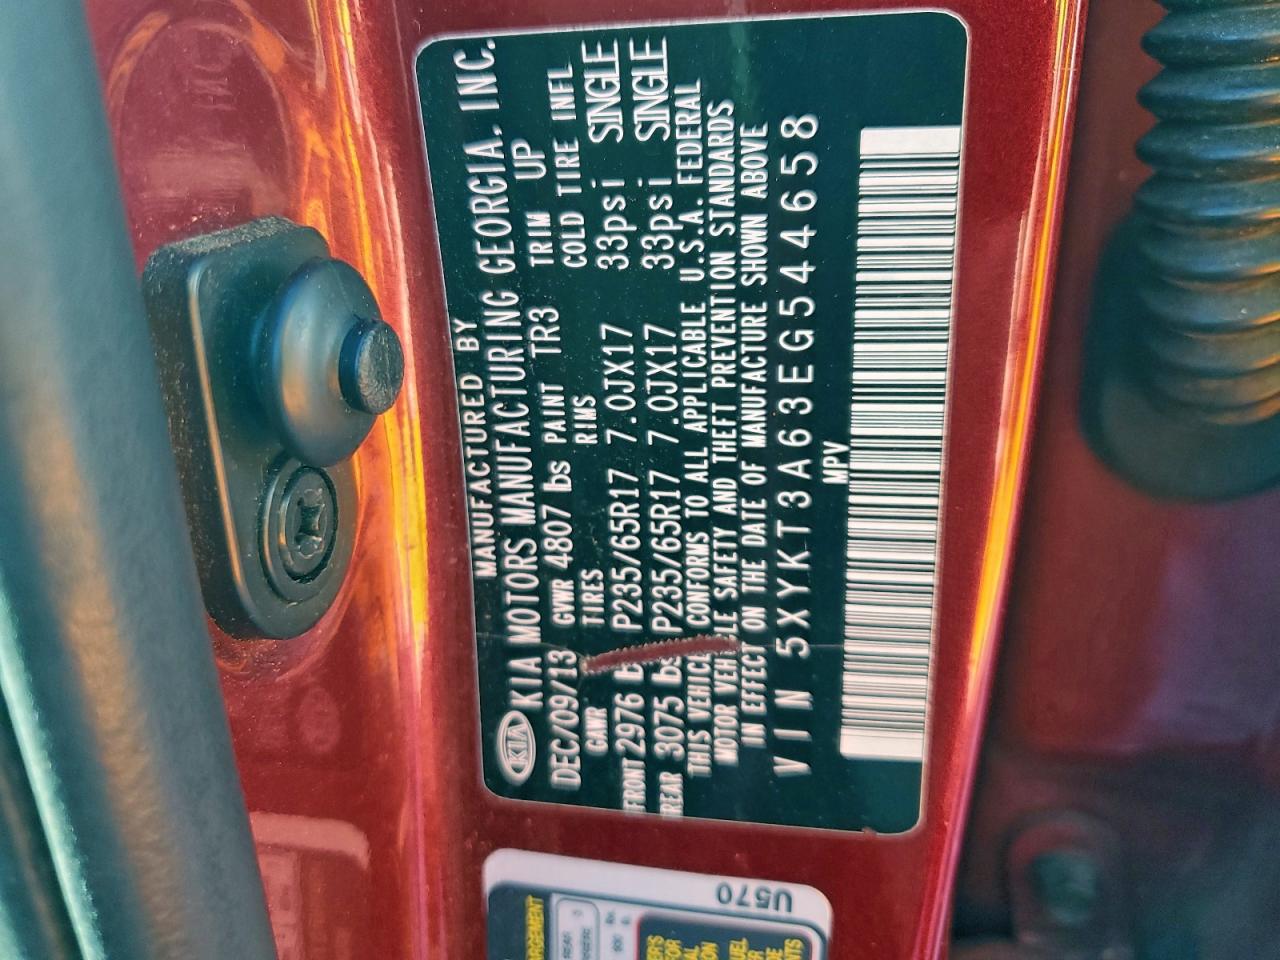 MANUFACTURED BY
KIA KIA MOTORS MANUFACTURING GEORGIA. INC.
DEC/09/13 GVWR 4807 lbs PAINT TR3 TRIM UP
GAWR TIRES RIMS COLD TIRE INFL
FRONT 2976 P235/65R17 7.0JX17 33psi SINGLE
REAR 3075 P235/65R17 7.0JX17 33psi SINGLE
THIS VEHICLE CONFORMS TO ALL APPLICABLE U.S.A. FEDERAL
MOTOR VEHICLE SAFETY AND THEFT PREVENTION STANDARDS
IN EFFECT ON THE DATE OF MANUFACTURE SHOWN ABOVE
VIN 5XYKT3A63EG544658
MPV
U570